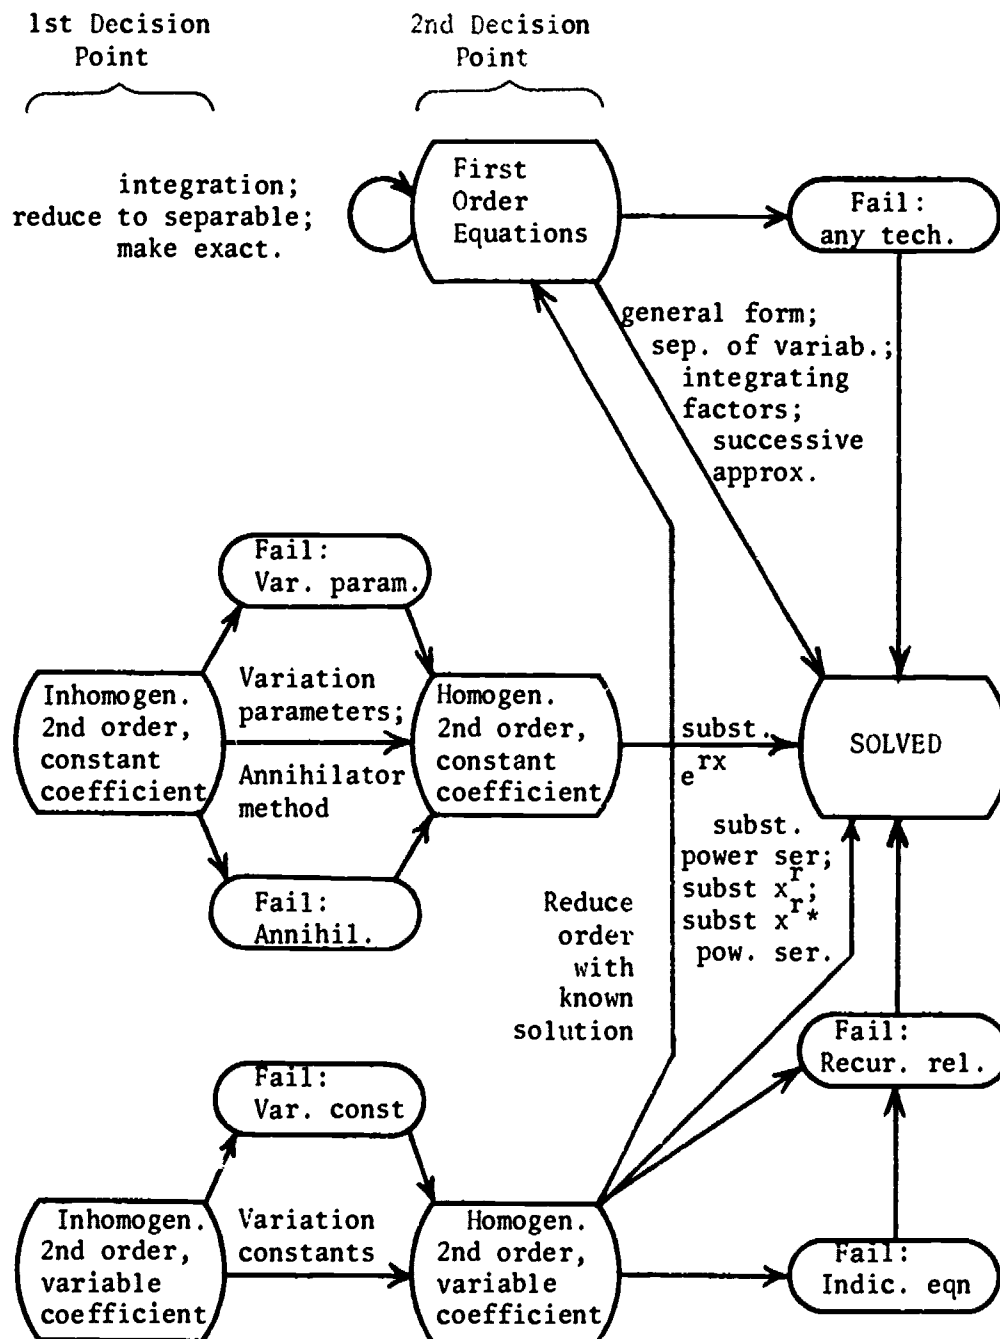 1st Decision
Point
2nd Decision
Point
integration;
reduce to separable;
make exact.
First
Order
Equations
Fail:
any tech.
general form;
sep. of variab.;
integrating
factors;
successive
approx.
Fail:
Var. param.
Inhomogen.
2nd order,
constant
coefficient
Variation
parameters;
Annihilator
method
Homogen.
2nd order,
constant
coefficient
subst.
e^rx
SOLVED
Fail:
Annihil.
subst.
power ser;
subst x^r;
subst x^r*
pow. ser.
Reduce
order
with
known
solution
Fail:
Recur. rel.
Fail:
Var. const
Inhomogen.
2nd order,
variable
coefficient
Variation
constants
Homogen.
2nd order,
variable
coefficient
Fail:
Indic. eqn